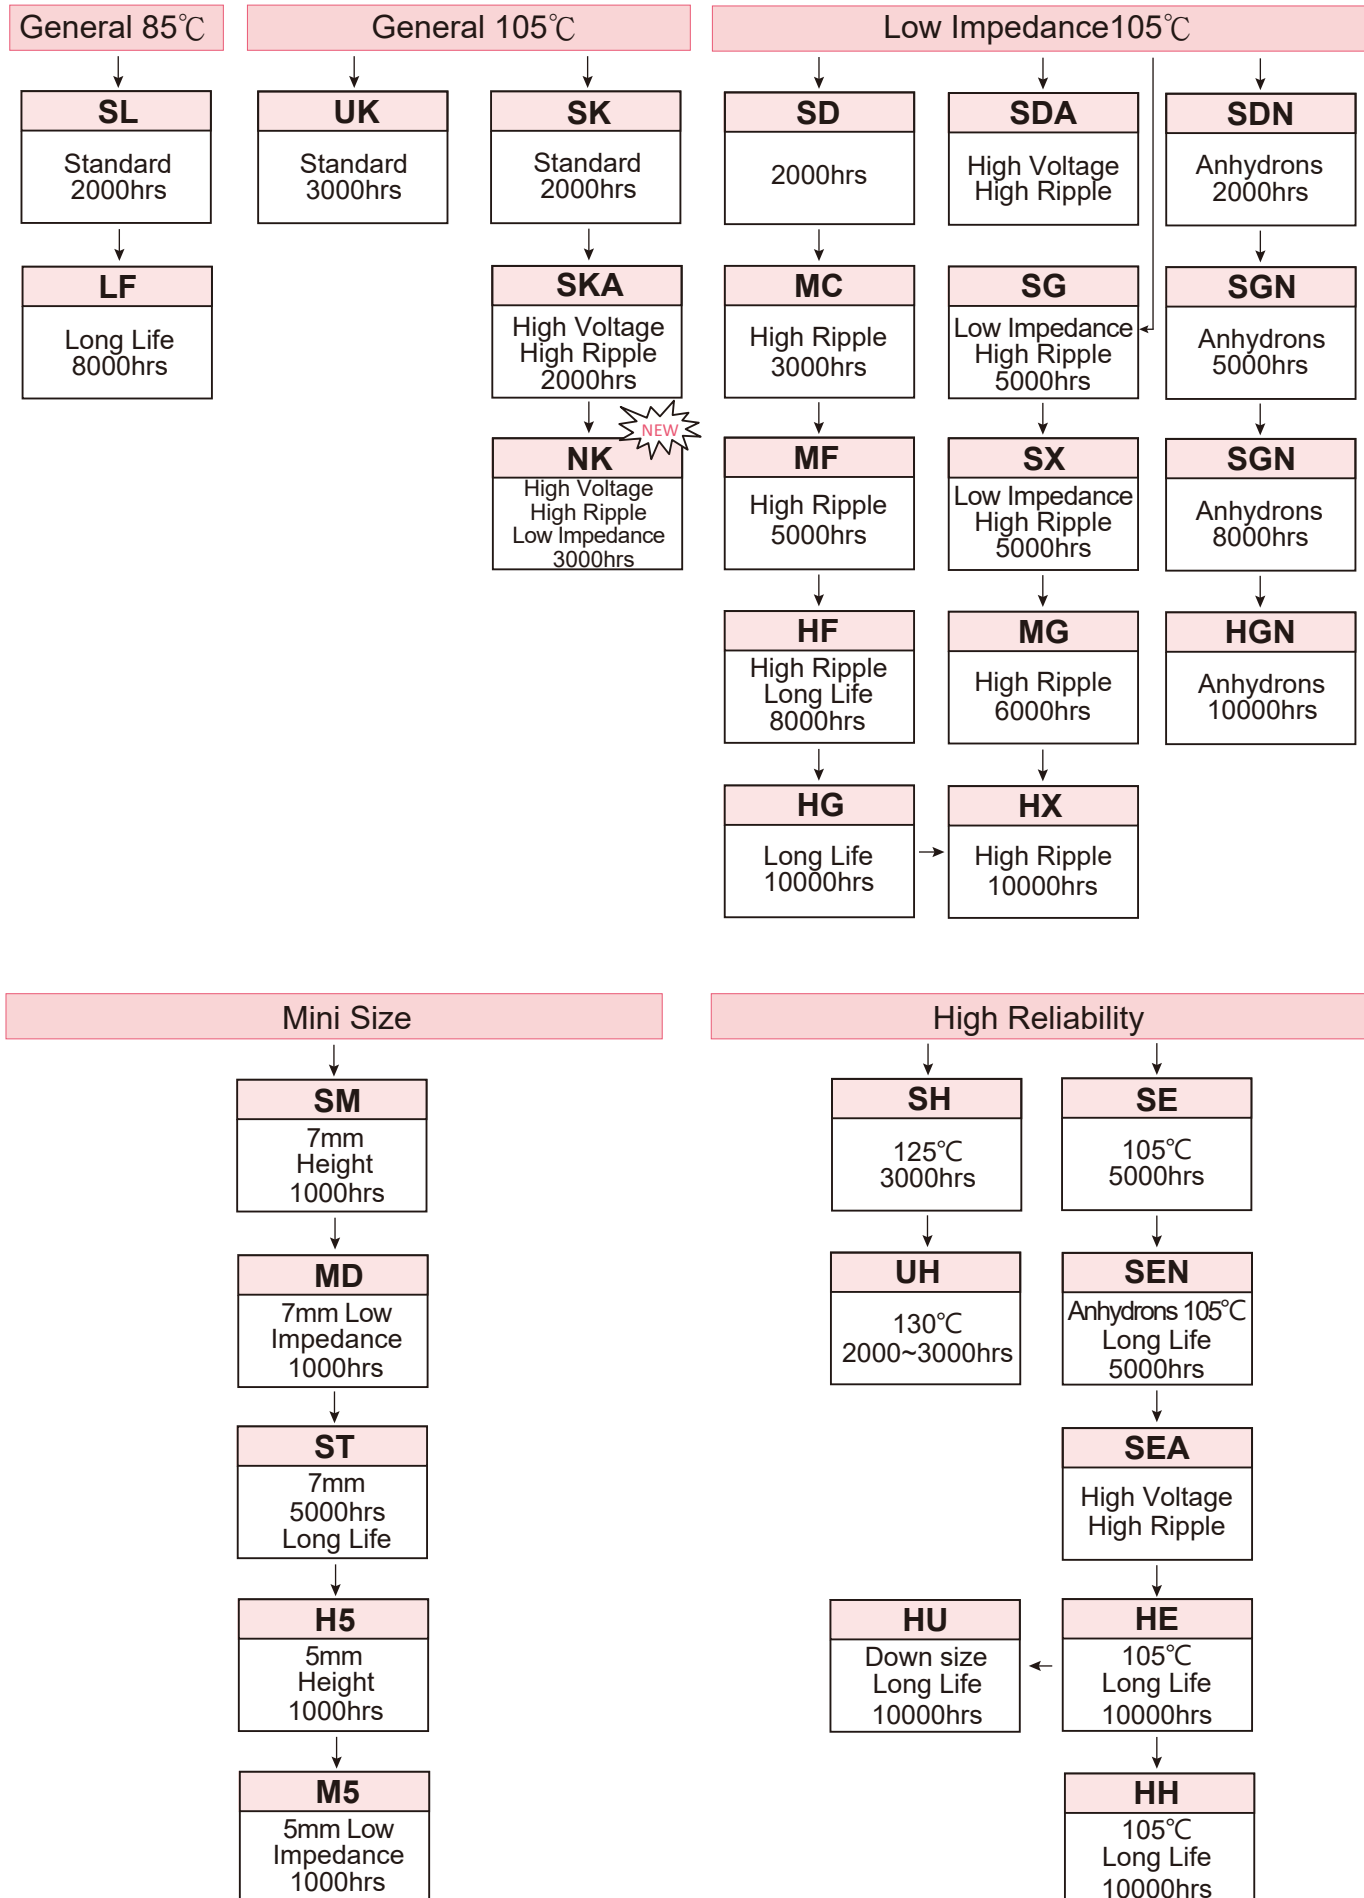 General 85℃
SL
Standard
2000hrs
LF
Long Life
8000hrs
General 105℃
UK
Standard
3000hrs
SK
Standard
2000hrs
SKA
High Voltage
High Ripple
2000hrs
NEW
NK
High Voltage
High Ripple
Low Impedance
3000hrs
Low Impedance105℃
SD
2000hrs
MC
High Ripple
3000hrs
MF
High Ripple
5000hrs
HF
High Ripple
Long Life
8000hrs
HG
Long Life
10000hrs
SDA
High Voltage
High Ripple
SG
Low Impedance
High Ripple
5000hrs
SX
Low Impedance
High Ripple
5000hrs
MG
High Ripple
6000hrs
HX
High Ripple
10000hrs
SDN
Anhydrons
2000hrs
SGN
Anhydrons
5000hrs
SGN
Anhydrons
8000hrs
HGN
Anhydrons
10000hrs
Mini Size
SM
7mm
Height
1000hrs
MD
7mm Low
Impedance
1000hrs
ST
7mm
5000hrs
Long Life
H5
5mm
Height
1000hrs
M5
5mm Low
Impedance
1000hrs
High Reliability
SH
125℃
3000hrs
UH
130℃
2000~3000hrs
SE
105℃
5000hrs
SEN
Anhydrons 105℃
Long Life
5000hrs
SEA
High Voltage
High Ripple
HU
Down size
Long Life
10000hrs
HE
105℃
Long Life
10000hrs
HH
105℃
Long Life
10000hrs